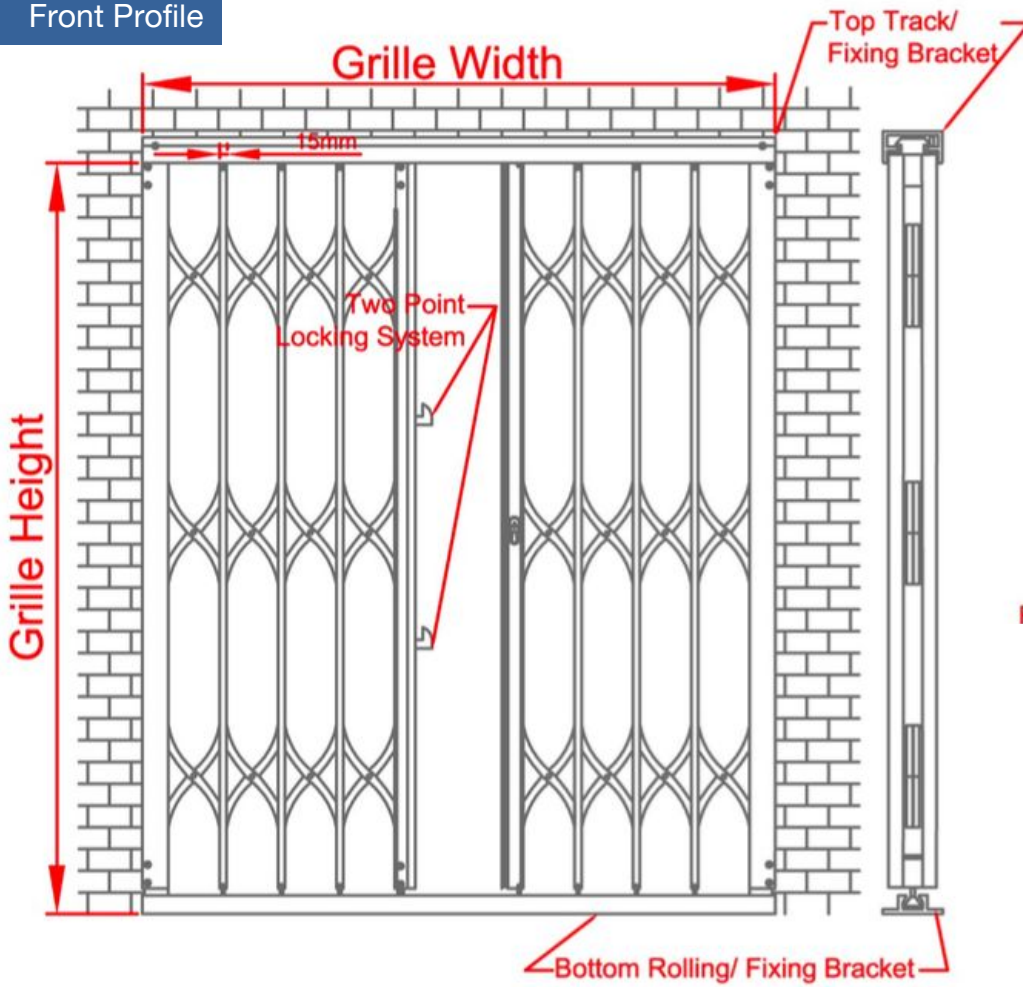 Front Profile
Top Track/
Fixing Bracket
Grille Width
15mm
Two Point
Locking System
Grille Height
Bottom Rolling/ Fixing Bracket